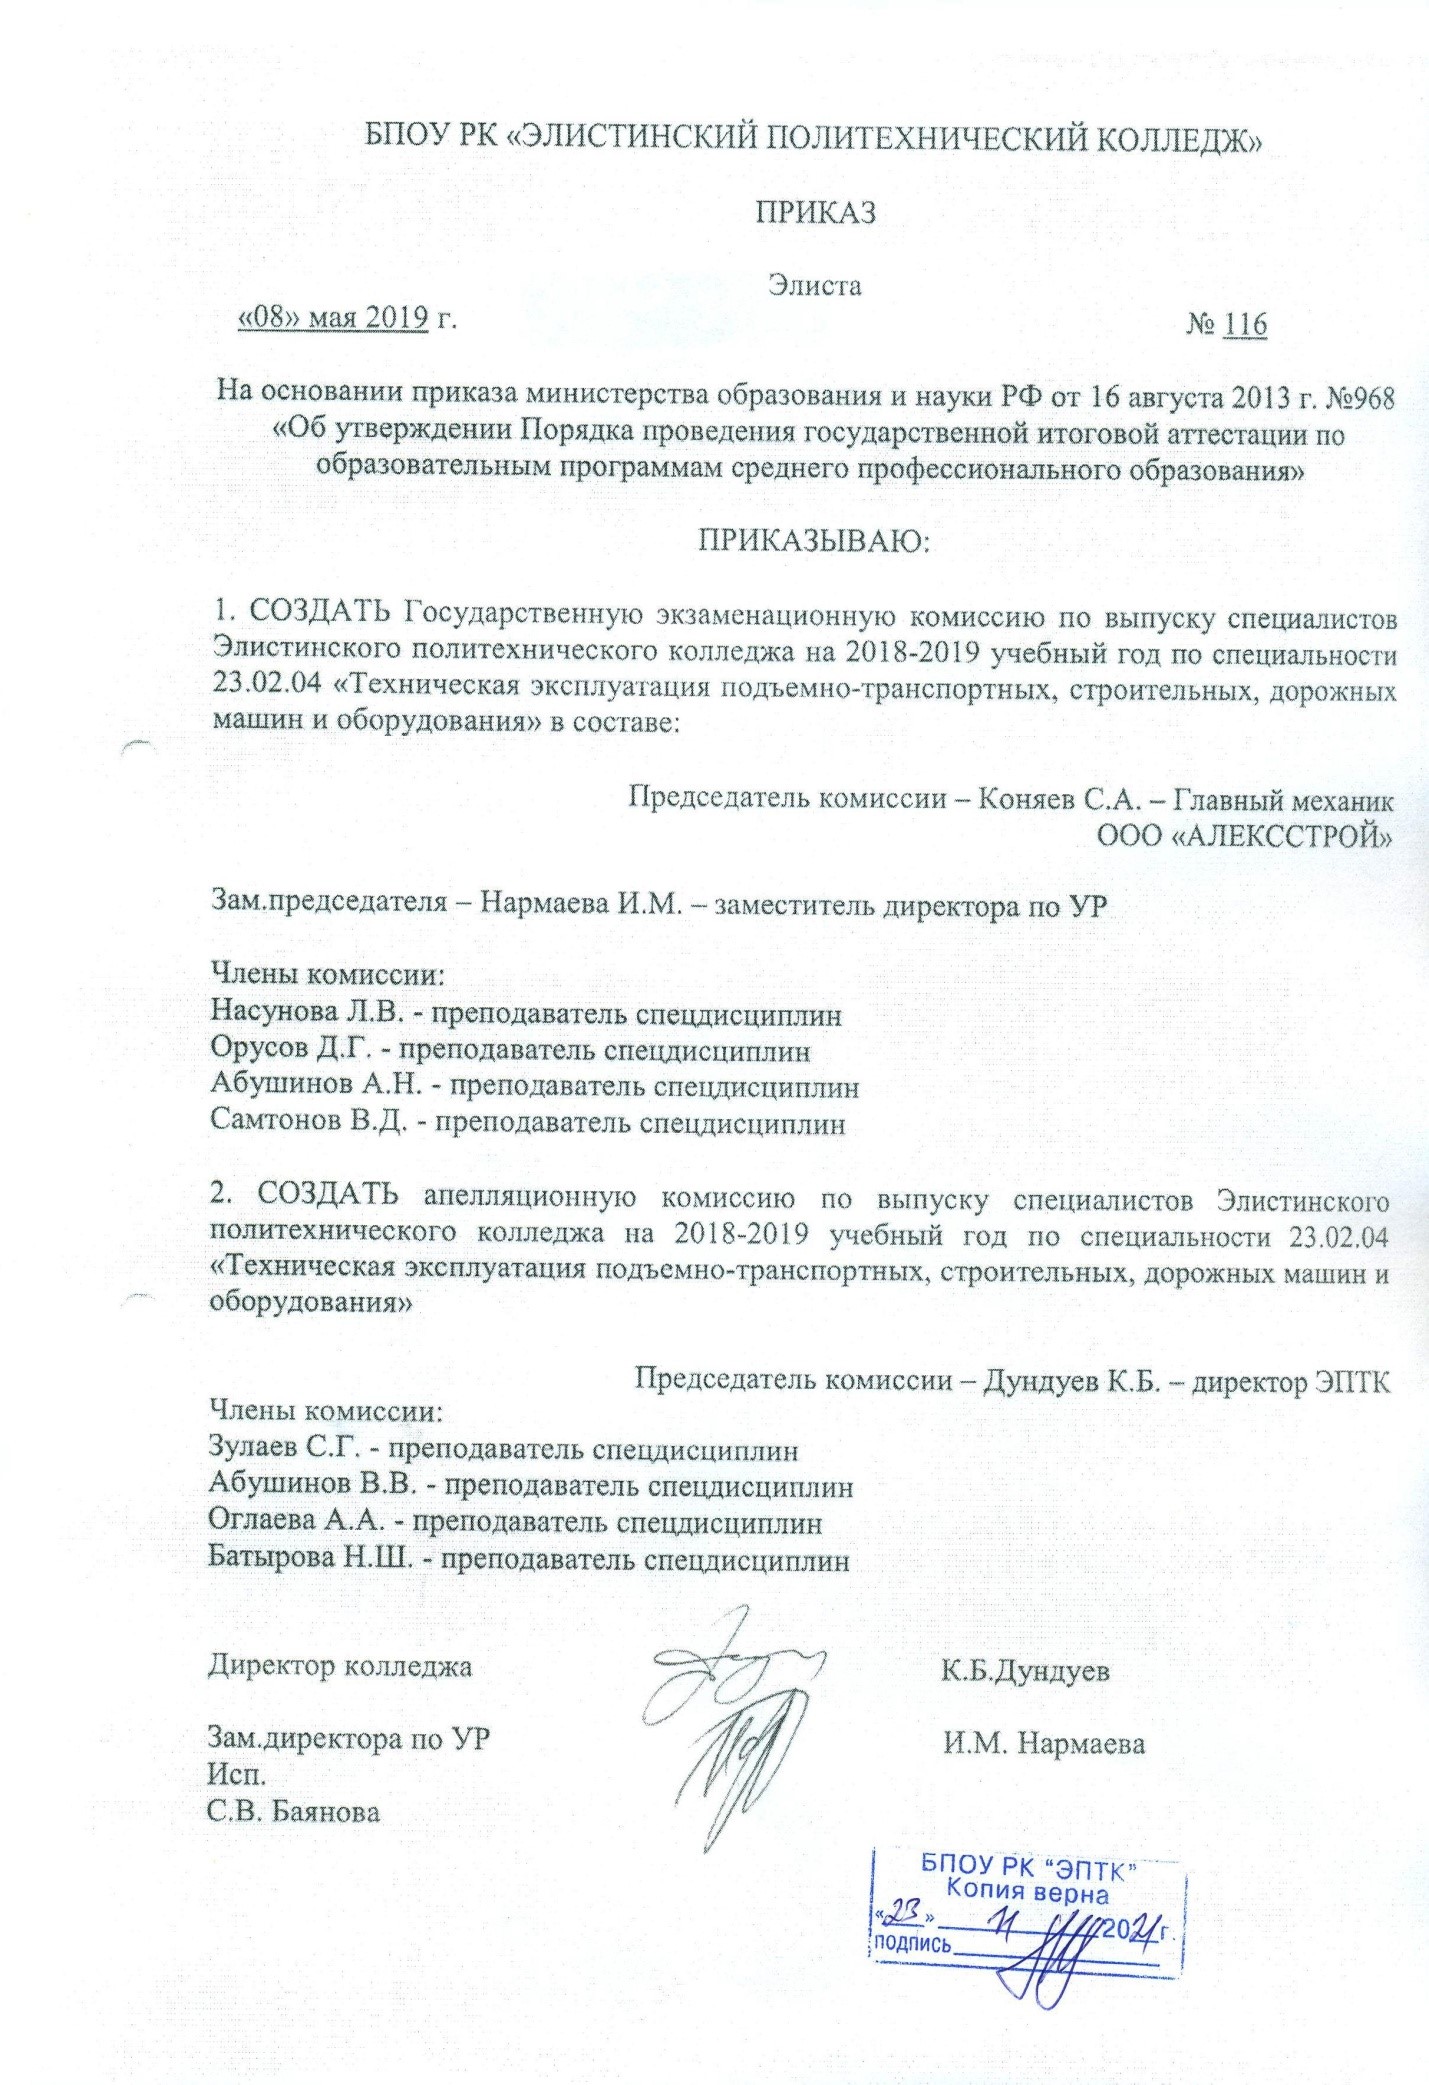 БПОУ РК «ЭЛИСТИНСКИЙ ПОЛИТЕХНИЧЕСКИЙ КОЛЛЕДЖ»
ПРИКАЗ
Элиста
«08» мая 2019 г. № 116
На основании приказа министерства образования и науки РФ от 16 августа 2013 г. №968
«Об утверждении Порядка проведения государственной итоговой аттестации по
образовательным программам среднего профессионального образования»
ПРИКАЗЫВАЮ:
1. СОЗДАТЬ Государственную экзаменационную комиссию по выпуску специалистов
Элистинского политехнического колледжа на 2018-2019 учебный год по специальности
23.02.04 «Техническая эксплуатация подъемно-транспортных, строительных, дорожных
машин и оборудования» в составе:
Председатель комиссии – Коняев С.А. – Главный механик
ООО «АЛЕКССТРОЙ»
Зам.председателя – Нармаева И.М. – заместитель директора по УР
Члены комиссии:
Насунова Л.В. - преподаватель спецдисциплин
Орусов Д.Г. - преподаватель спецдисциплин
Абушинов А.Н. - преподаватель спецдисциплин
Самтонов В.Д. - преподаватель спецдисциплин
2. СОЗДАТЬ апелляционную комиссию по выпуску специалистов Элистинского
политехнического колледжа на 2018-2019 учебный год по специальности 23.02.04
«Техническая эксплуатация подъемно-транспортных, строительных, дорожных машин и
оборудования»
Председатель комиссии – Дундуев К.Б. – директор ЭПТК
Члены комиссии:
Зулаев С.Г. - преподаватель спецдисциплин
Абушинов В.В. - преподаватель спецдисциплин
Оглаева А.А. - преподаватель спецдисциплин
Батырова Н.Ш. - преподаватель спецдисциплин
Директор колледжа К.Б.Дундуев
Зам.директора по УР И.М. Нармаева
Исп.
С.В. Баянова
БПОУ РК “ЭПТК”
Копия верна
«23» 11 2021 г.
подпись